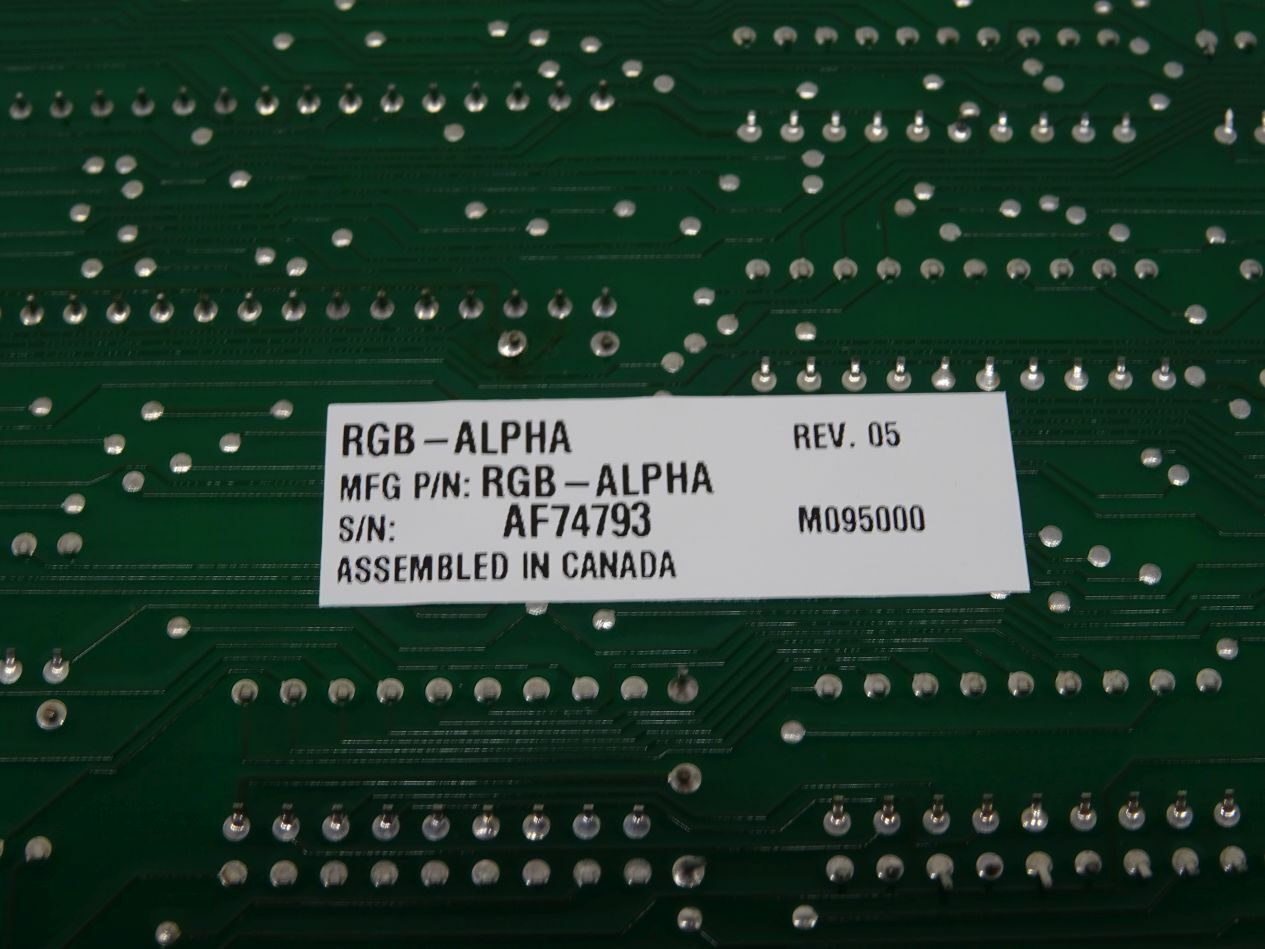 RGB-ALPHA REV. 05
MFG P/N: RGB-ALPHA
S/N: AF74793 M095000
ASSEMBLED IN CANADA